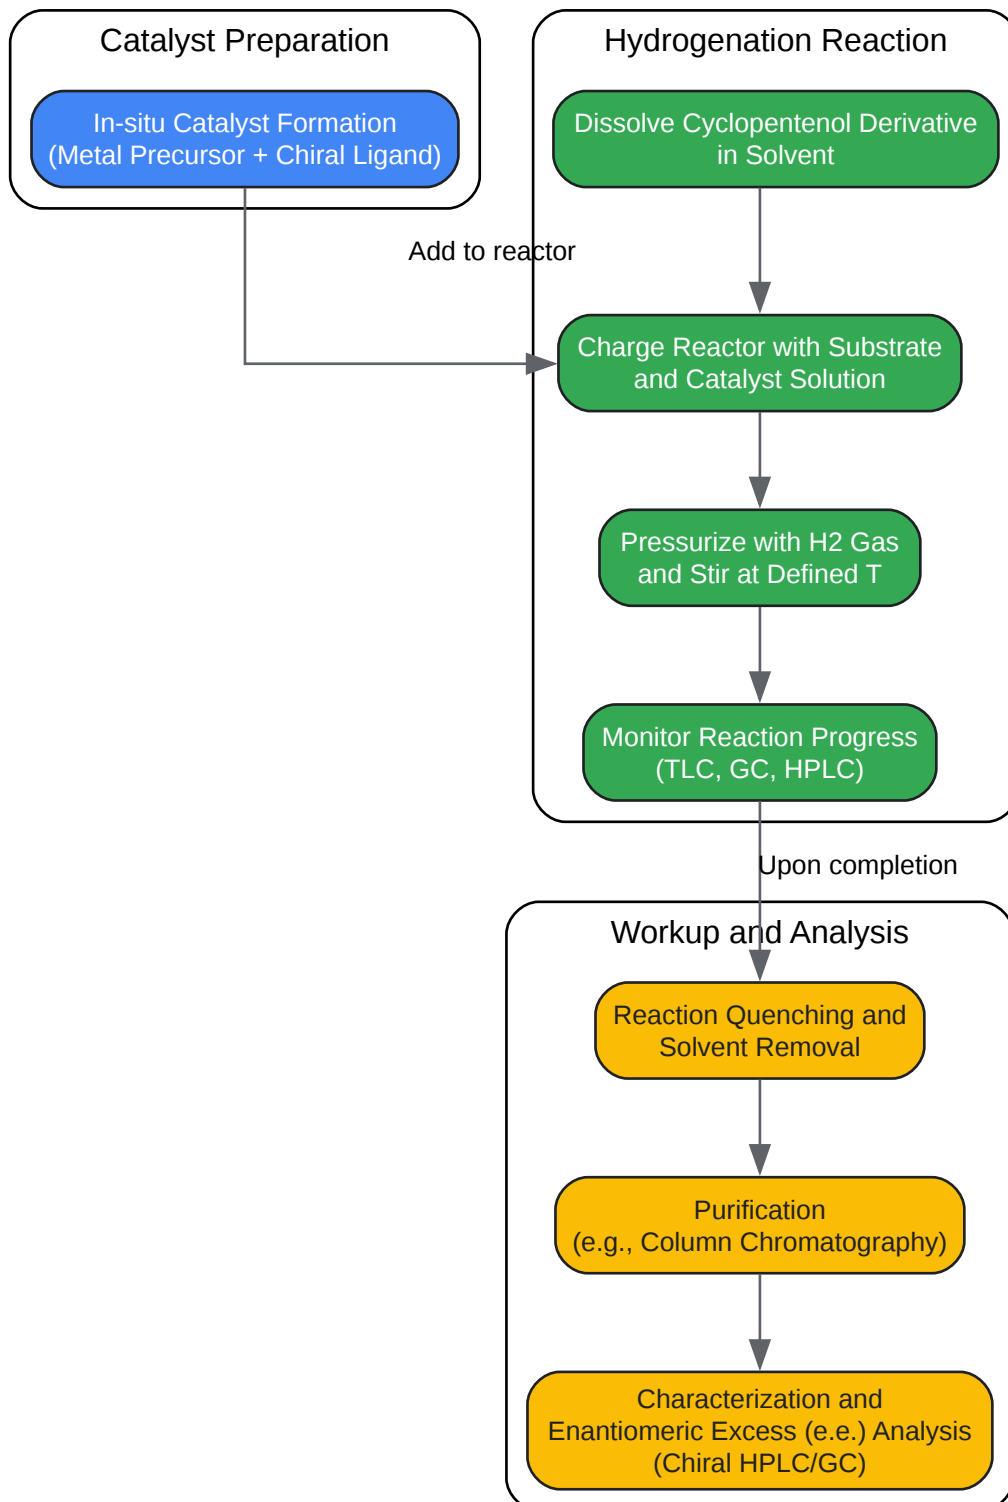 Catalyst Preparation
In-situ Catalyst Formation
(Metal Precursor + Chiral Ligand)
Hydrogenation Reaction
Dissolve Cyclopentenol Derivative
in Solvent
Add to reactor
Charge Reactor with Substrate
and Catalyst Solution
Pressurize with H2 Gas
and Stir at Defined T
Monitor Reaction Progress
(TLC, GC, HPLC)
Upon completion
Workup and Analysis
Reaction Quenching and
Solvent Removal
Purification
(e.g., Column Chromatography)
Characterization and
Enantiomeric Excess (e.e.) Analysis
(Chiral HPLC/GC)